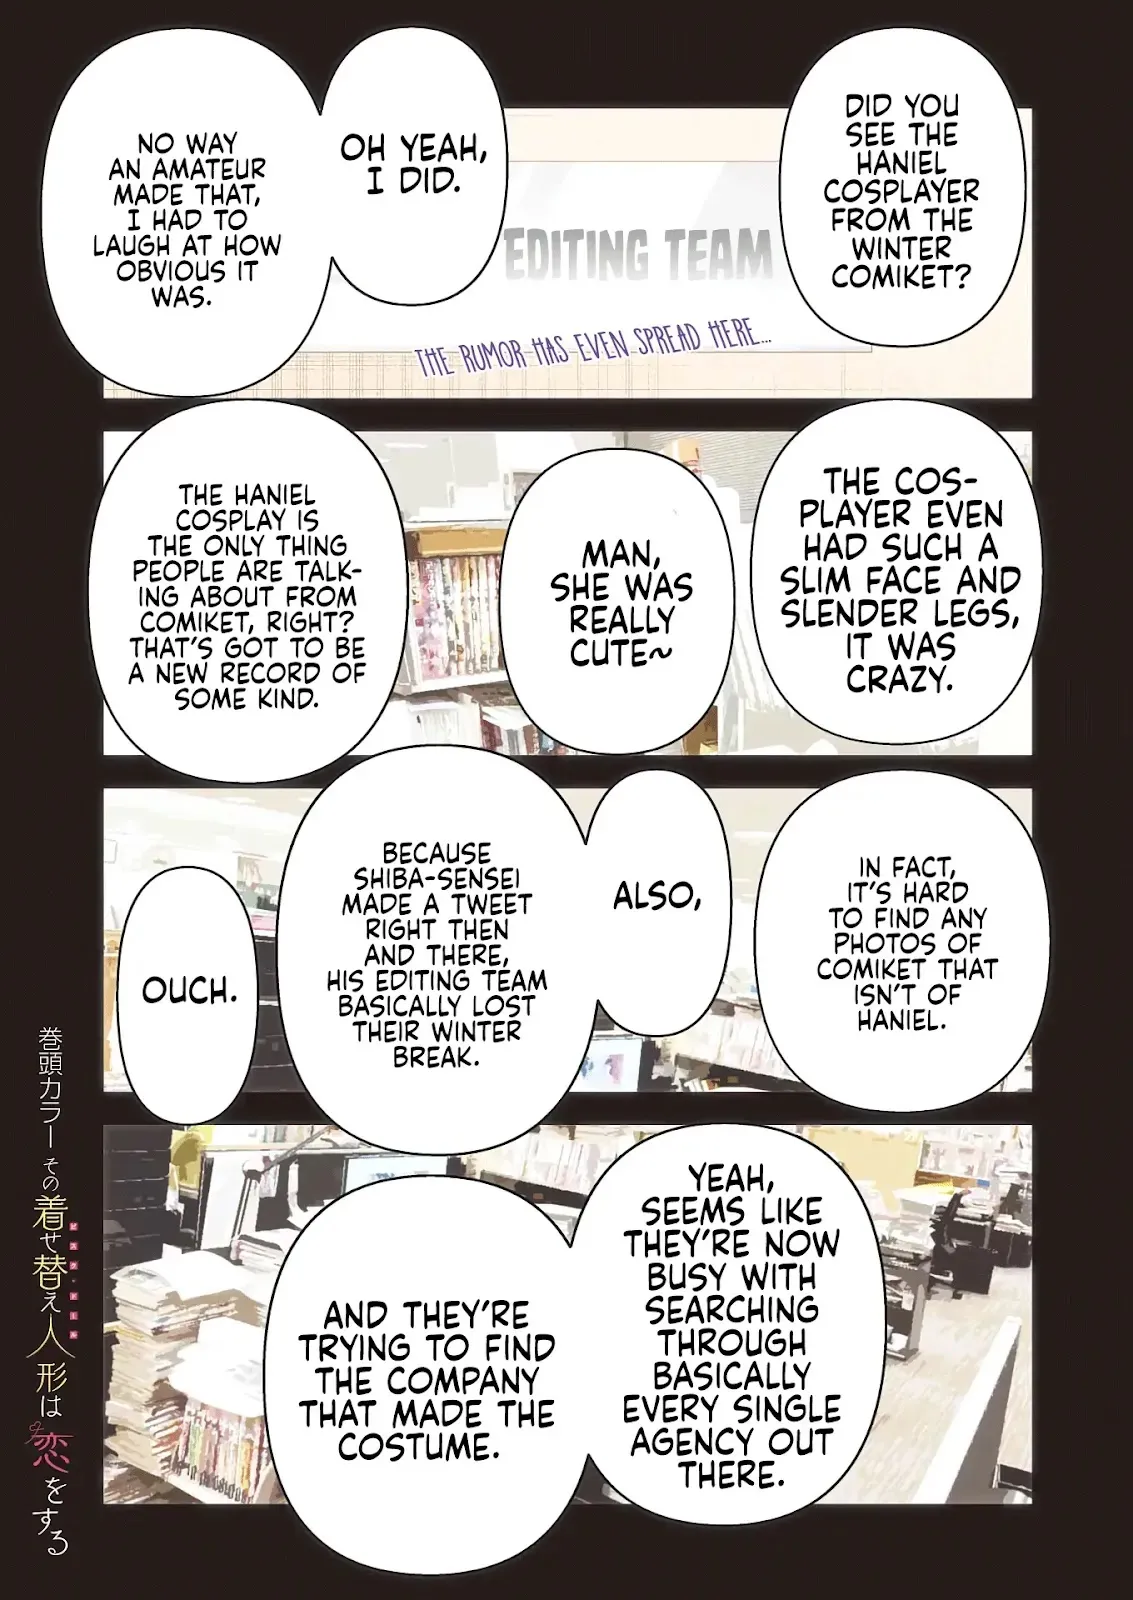 DID YOU
SEE THE
HANIEL
COSPLAYER
FROM THE
WINTER
COMIKET?
EDITING TEAM
THE RUMOR HAS EVEN SPREAD HERE...
OH YEAH,
I DID.
NO WAY
AN AMATEUR
MADE THAT,
I HAD TO
LAUGH AT HOW
OBVIOUS IT
WAS.
THE COS-
PLAYER EVEN
HAD SUCH A
SLIM FACE AND
SLENDER LEGS,
IT WAS
CRAZY.
MAN,
SHE WAS
REALLY
CUTE~
THE HANIEL
COSPLAY IS
THE ONLY THING
PEOPLE ARE TALK-
ING ABOUT FROM
COMIKET, RIGHT?
THAT'S GOT TO BE
A NEW RECORD OF
SOME KIND.
IN FACT,
IT'S HARD
TO FIND ANY
PHOTOS OF
COMIKET THAT
ISN'T OF
HANIEL.
ALSO,
BECAUSE
SHIBA-SENSEI
MADE A TWEET
RIGHT THEN
AND THERE,
HIS EDITING TEAM
BASICALLY LOST
THEIR WINTER
BREAK.
OUCH.
YEAH,
SEEMS LIKE
THEY'RE NOW
BUSY WITH
SEARCHING
THROUGH
BASICALLY
EVERY SINGLE
AGENCY OUT
THERE.
AND THEY'RE
TRYING TO FIND
THE COMPANY
THAT MADE THE
COSTUME.
巻頭カラー その着せ替え人形は恋をする
ビスク・ドール